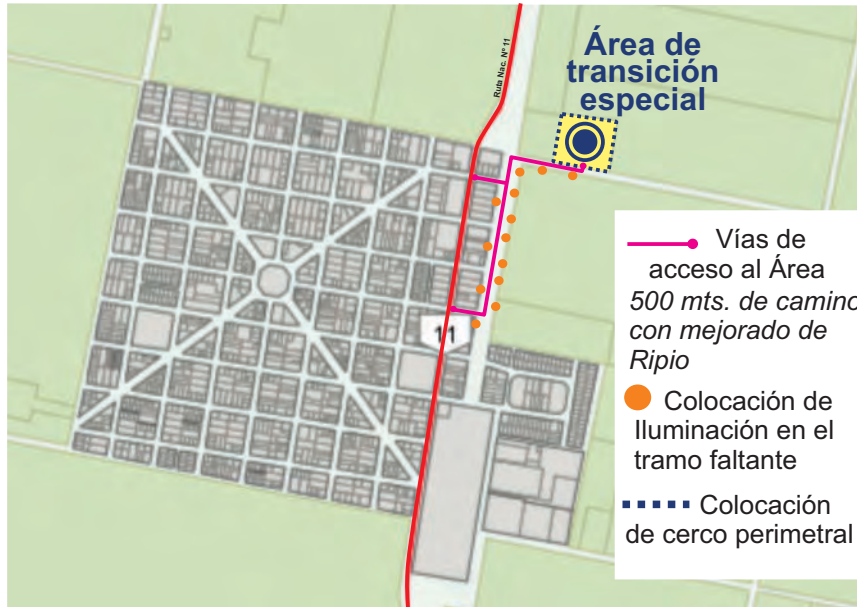 Ruta Nac. Nº 11
Área de
transición
especial
11
Vías de
acceso al Área
500 mts. de camino
con mejorado de
Ripio
Colocación de
Iluminación en el
tramo faltante
Colocación
de cerco perimetral